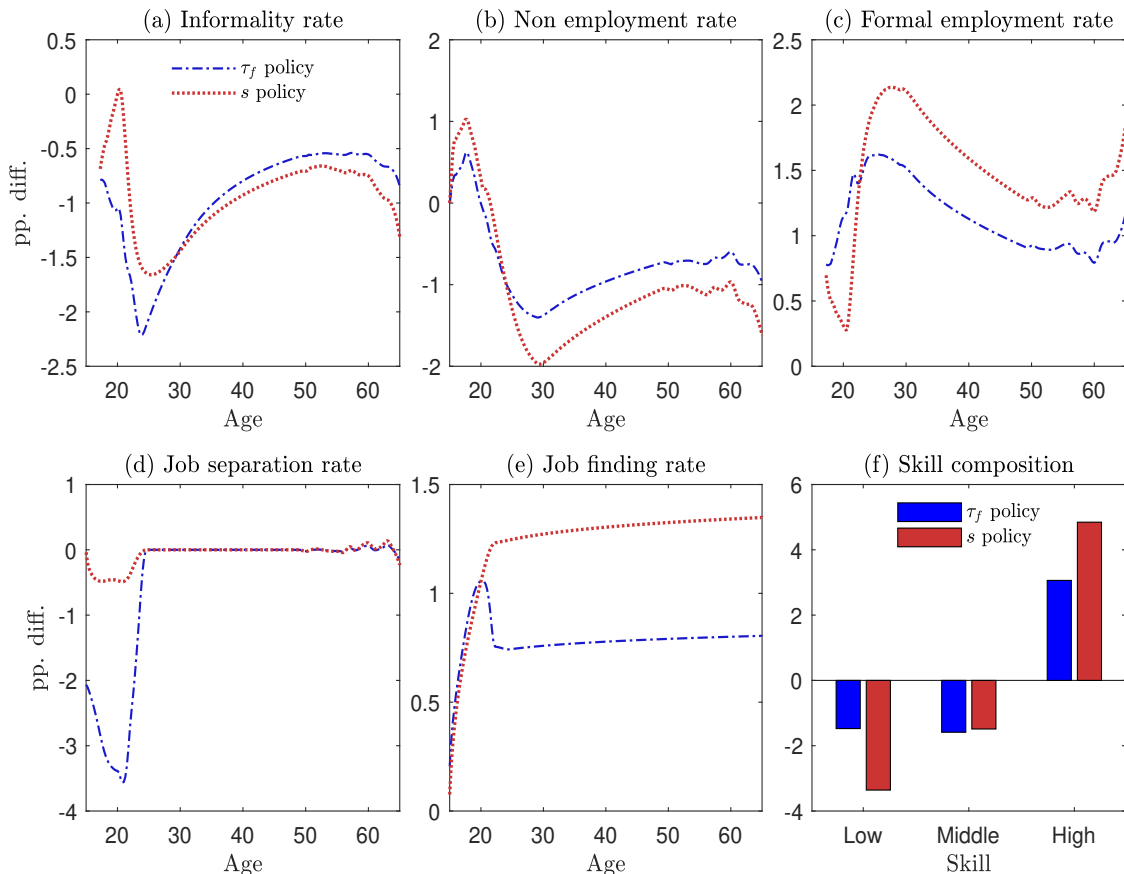 (a) Informality rate
(b) Non employment rate
(c) Formal employment rate
0.5
0
-0.5
-1
-1.5
-2
-2.5
pp. diff.
τf policy
s policy
20 30 40 50 60
Age
2
1
0
-1
-2
20 30 40 50 60
Age
2.5
2
1.5
1
0.5
0
20 30 40 50 60
Age
(d) Job separation rate
(e) Job finding rate
(f) Skill composition
1
0
-1
-2
-3
-4
pp. diff.
20 30 40 50 60
Age
1.5
1
0.5
0
20 30 40 50 60
Age
6
4
2
0
-2
-4
τf policy
s policy
Low Middle High
Skill